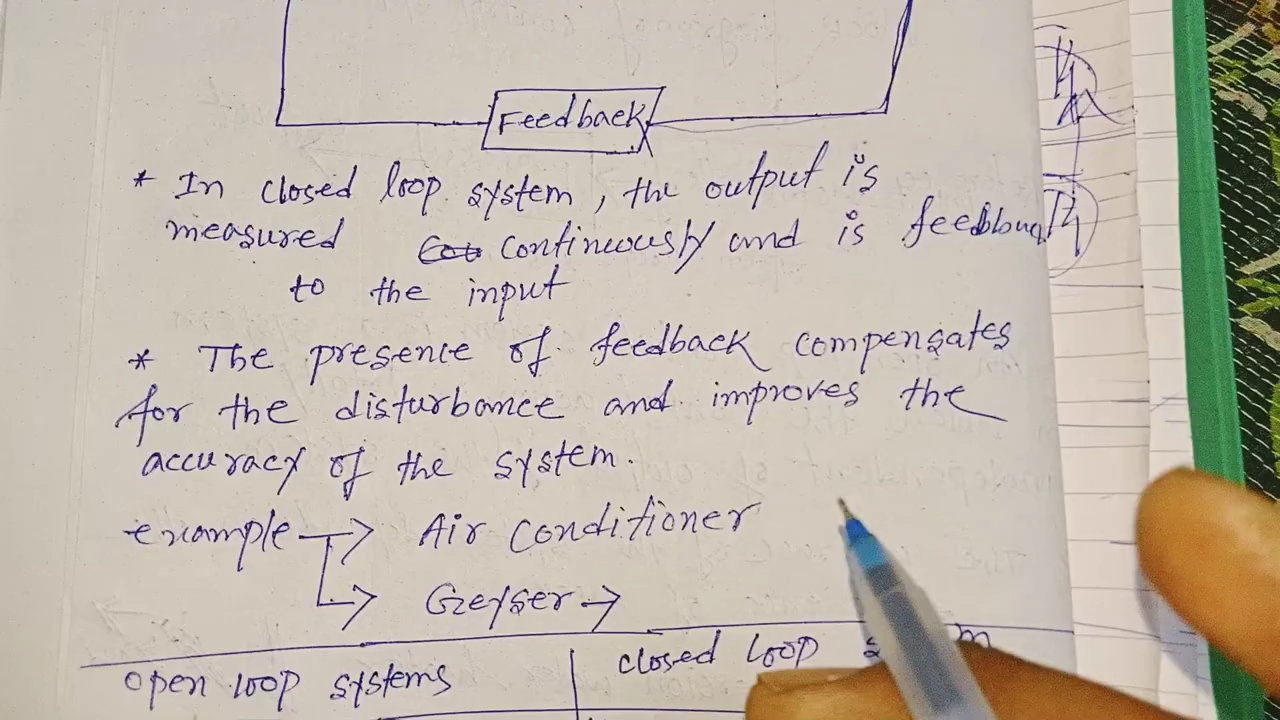 Feedback
* In closed loop system, the output is
measured continuously and is feedback
to the input
* The presence of feedback compensates
for the disturbance and improves the
accuracy of the system.
example → Air Conditioner
→ Geyser →
open loop systems
closed loop